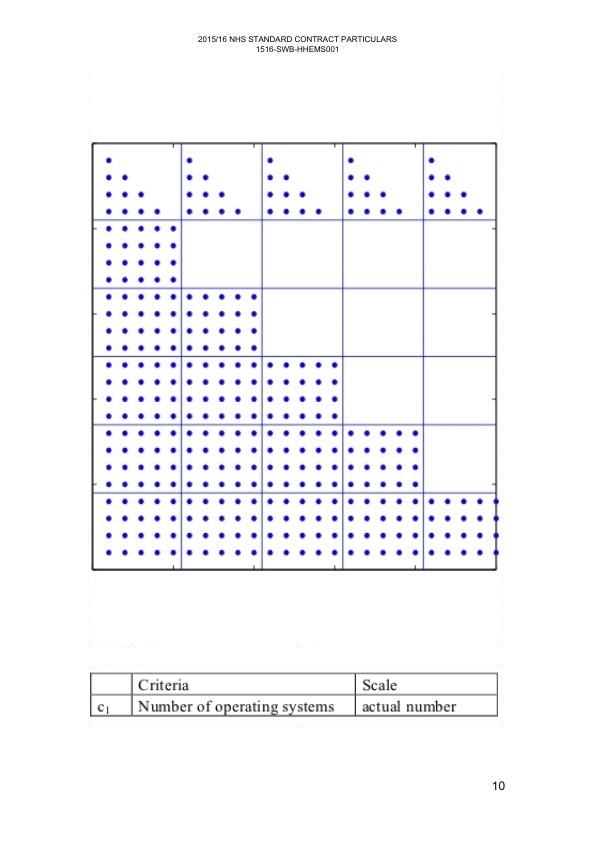 2015/16 NHS STANDARD CONTRACT PARTICULARS
1516-SWB-HHEMS001
Criteria Scale
c₁ Number of operating systems actual number
10